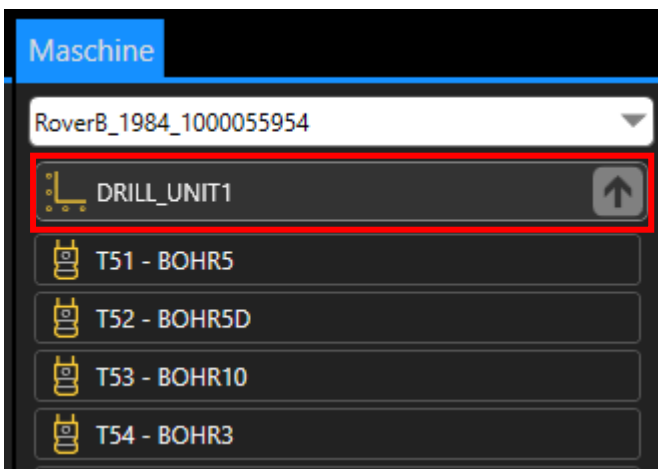 Maschine
RoverB_1984_1000055954
DRILL_UNIT1
T51 - BOHR5
T52 - BOHR5D
T53 - BOHR10
T54 - BOHR3